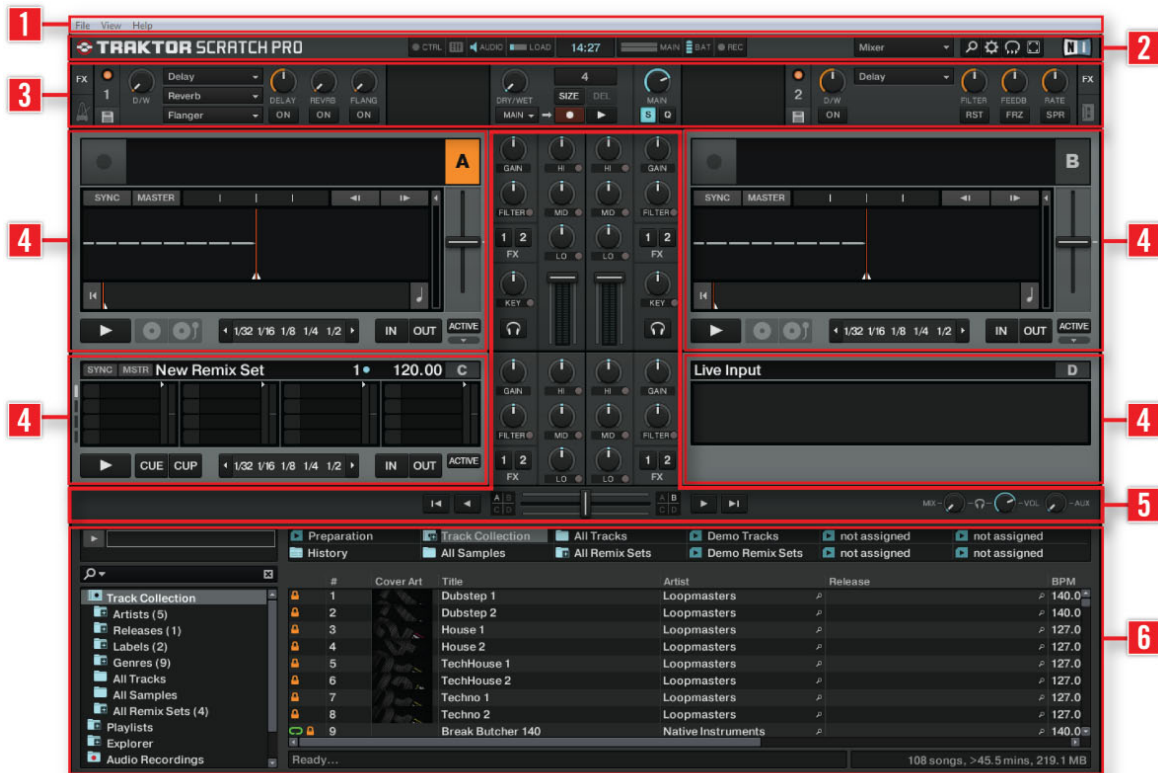 1
File View Help
TRAKTOR SCRATCH PRO CTRL AUDIO LOAD 14:27 MAIN BAT REC Mixer
2
3
FX 1 D/W Delay Reverb Flanger DELAY REVRB FLANG ON ON ON
DRY/WET MAIN 4 SIZE DEL MAIN S Q
2 D/W ON Delay FILTER FEEDB RATE RST FRZ SPR FX
4
A
SYNC MASTER
1/32 1/16 1/8 1/4 1/2 IN OUT ACTIVE
GAIN HI HI GAIN
FILTER MID MID FILTER
1 2 FX LO LO 1 2 FX
KEY KEY
B
SYNC MASTER
1/32 1/16 1/8 1/4 1/2 IN OUT ACTIVE
4
4
SYNC MSTR New Remix Set 1 120.00 C
CUE CUP 1/32 1/16 1/8 1/4 1/2 IN OUT ACTIVE
GAIN HI HI GAIN
FILTER MID MID FILTER
1 2 FX LO LO 1 2 FX
Live Input D
4
A B C D
A B C D
MIX VOL AUX
5
Preparation Track Collection All Tracks Demo Tracks not assigned not assigned
History All Samples All Remix Sets Demo Remix Sets not assigned not assigned
Track Collection
Artists (5)
Releases (1)
Labels (2)
Genres (9)
All Tracks
All Samples
All Remix Sets (4)
Playlists
Explorer
Audio Recordings
# Cover Art Title Artist Release BPM
1 Dubstep 1 Loopmasters 140.0
2 Dubstep 2 Loopmasters 140.0
3 House 1 Loopmasters 127.0
4 House 2 Loopmasters 127.0
5 TechHouse 1 Loopmasters 127.0
6 TechHouse 2 Loopmasters 127.0
7 Techno 1 Loopmasters 127.0
8 Techno 2 Loopmasters 127.0
9 Break Butcher 140 Native Instruments 140.0
Ready... 108 songs, >45.5 mins, 219.1 MB
6